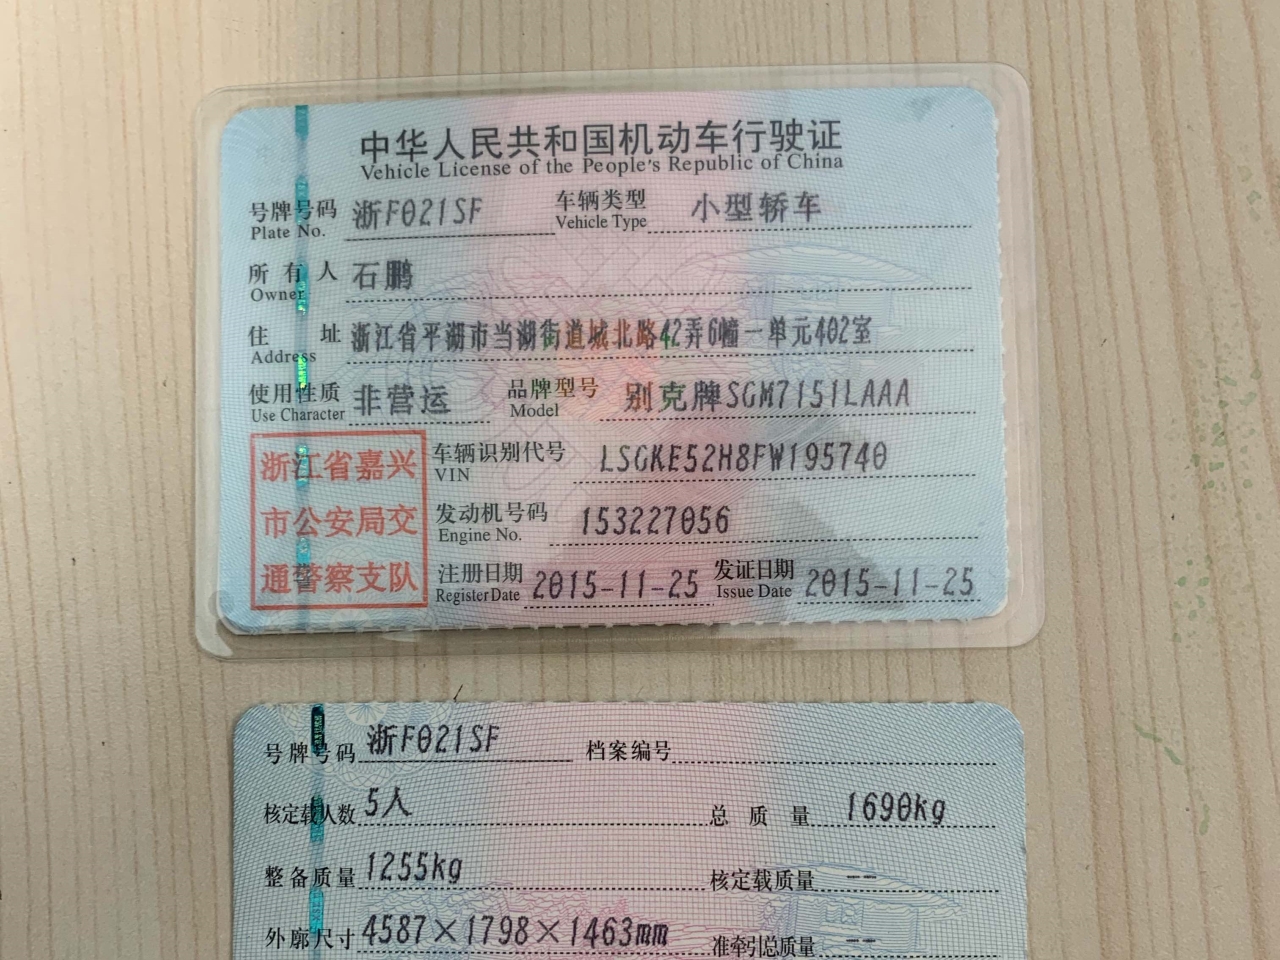 中华人民共和国机动车行驶证
Vehicle License of the People's Republic of China
号牌号码 浙F021SF 车辆类型 小型轿车
Plate No. Vehicle Type
所有人 石鹏
Owner
住址 浙江省平湖市当湖街道城北路42弄6幢一单元402室
Address
使用性质 非营运 品牌型号 别克牌SGM7151LAAA
Use Character Model
浙江省嘉兴
市公安局交
通警察支队
车辆识别代号 LSGKE52H8FW195740
VIN
发动机号码 153227056
Engine No.
注册日期 2015-11-25 发证日期 2015-11-25
Register Date Issue Date
号牌号码 浙F021SF 档案编号
核定载人数 5人 总质量 1690kg
整备质量 1255kg 核定载质量 --
外廓尺寸 4587×1798×1463mm 准牵引总质量 --